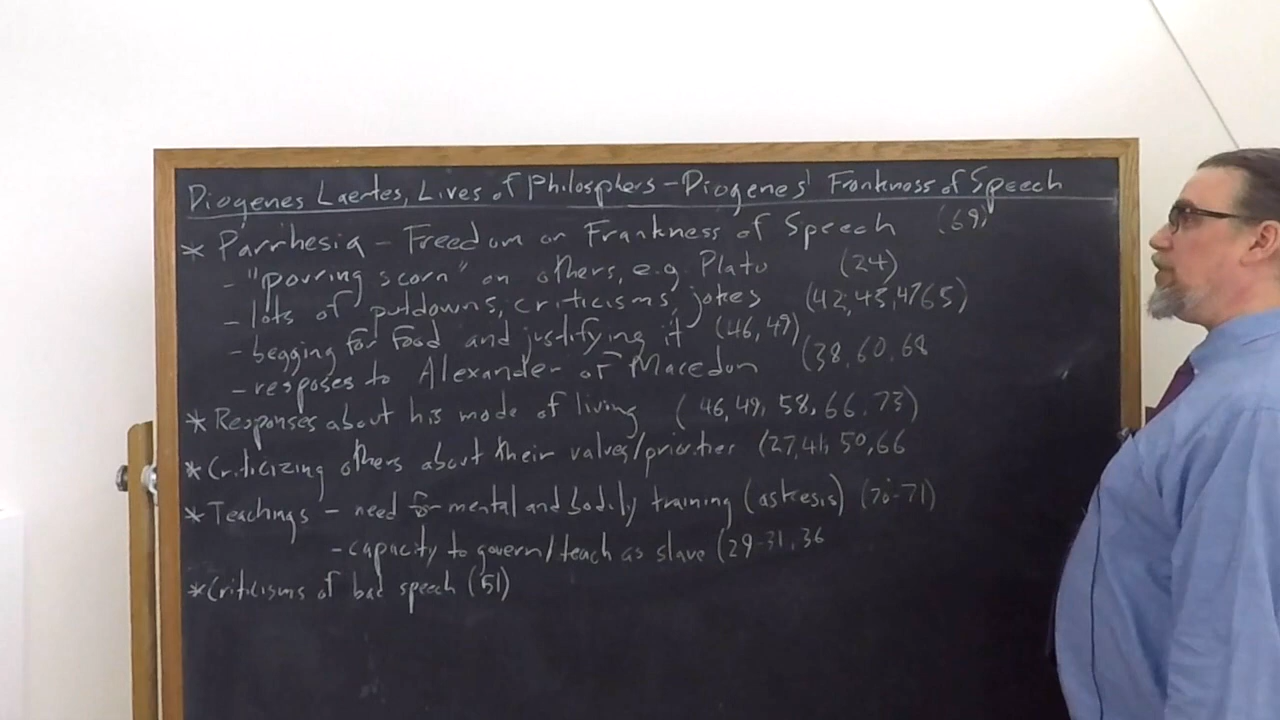 Diogenes Laertes, Lives of Philosphers - Diogenes' Frankness of Speech
* Parrhesia - Freedom or Frankness of Speech (69)
- "pouring scorn" on others, e.g. Plato (24)
- lots of putdowns, criticisms, jokes (42,43,4765)
- begging for food and justifying it (46,49)
- resposes to Alexander of Macedon (38,60,68
* Responses about his mode of living (46,49,58,66,73)
* Criticizing others about their values/priorities (27,41,50,66
* Teachings - need for mental and bodily training (askesis) (70-71)
- capacity to govern/teach as slave (29-31,36
* Criticisms of bad speech (51)